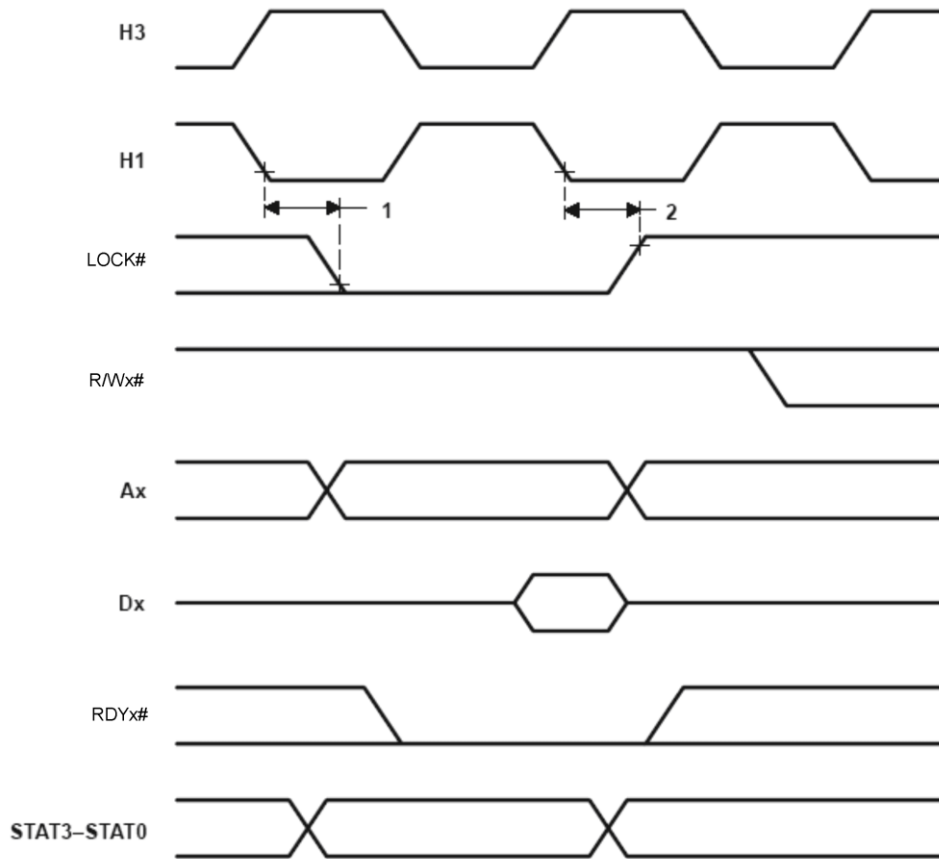 H3
H1
1
2
LOCK#
R/Wx#
Ax
Dx
RDYx#
STAT3–STAT0